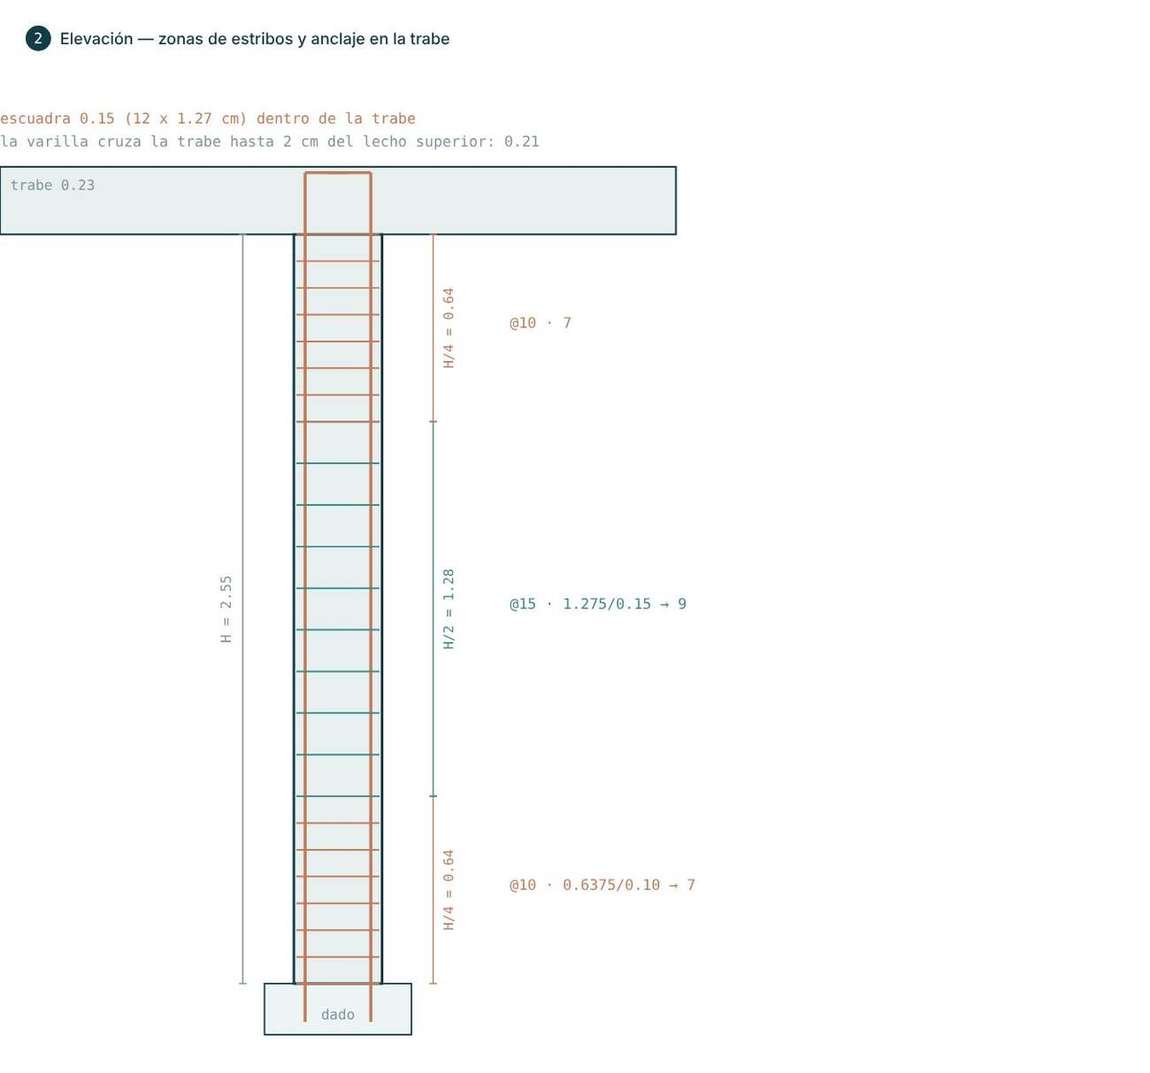 2 Elevación — zonas de estribos y anclaje en la trabe
escuadra 0.15 (12 x 1.27 cm) dentro de la trabe
la varilla cruza la trabe hasta 2 cm del lecho superior: 0.21
trabe 0.23
H/4 = 0.64
@10 · 7
H = 2.55
H/2 = 1.28
@15 · 1.275/0.15 → 9
H/4 = 0.64
@10 · 0.6375/0.10 → 7
dado